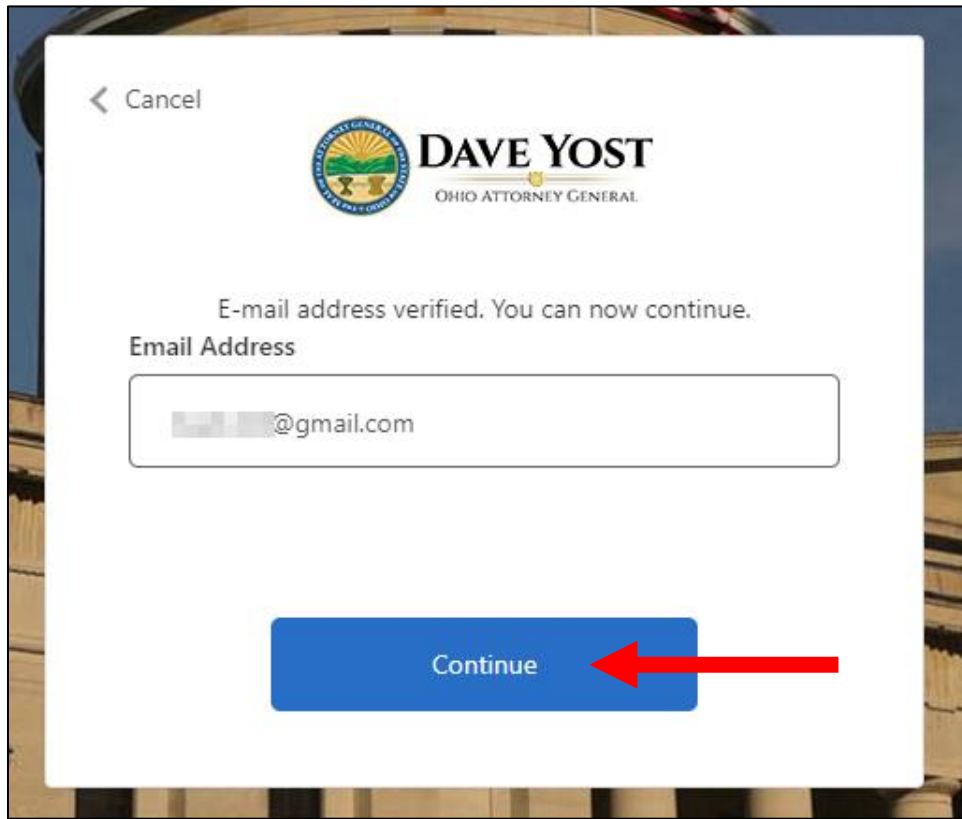 Cancel
DAVE YOST
OHIO ATTORNEY GENERAL
E-mail address verified. You can now continue.
Email Address
@gmail.com
Continue